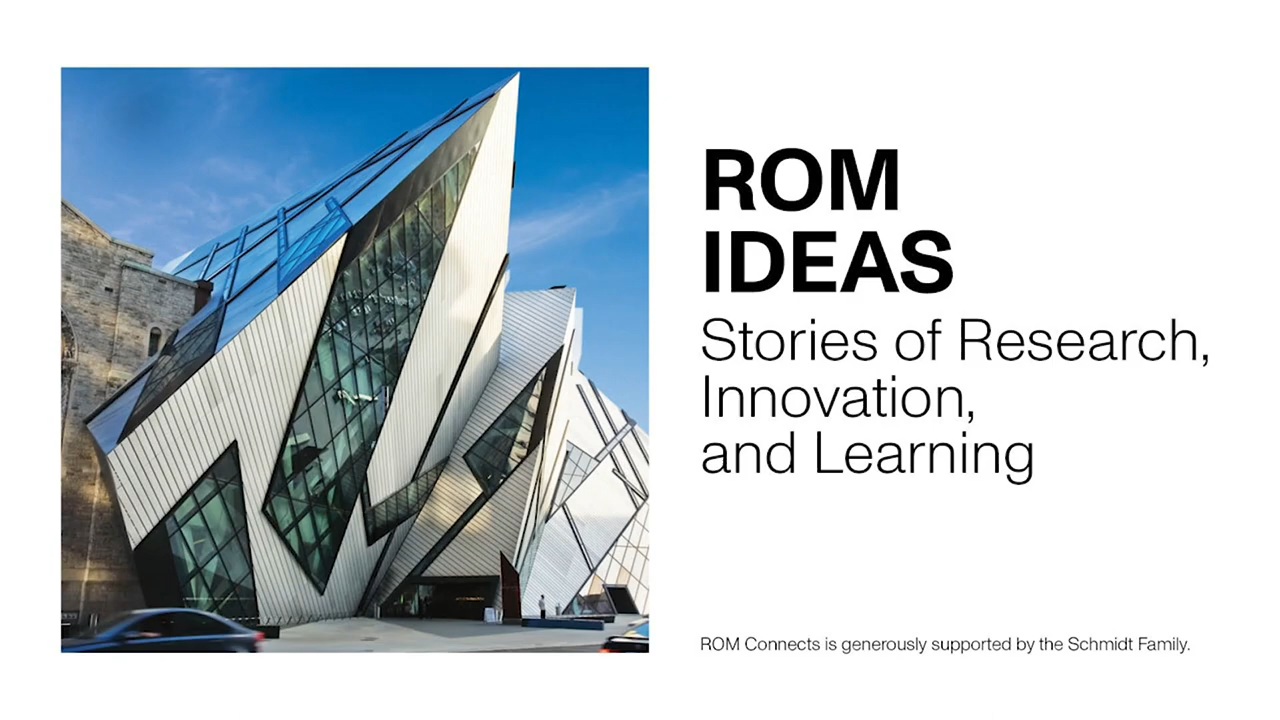 ROM
IDEAS
Stories of Research,
Innovation,
and Learning
ROM Connects is generously supported by the Schmidt Family.